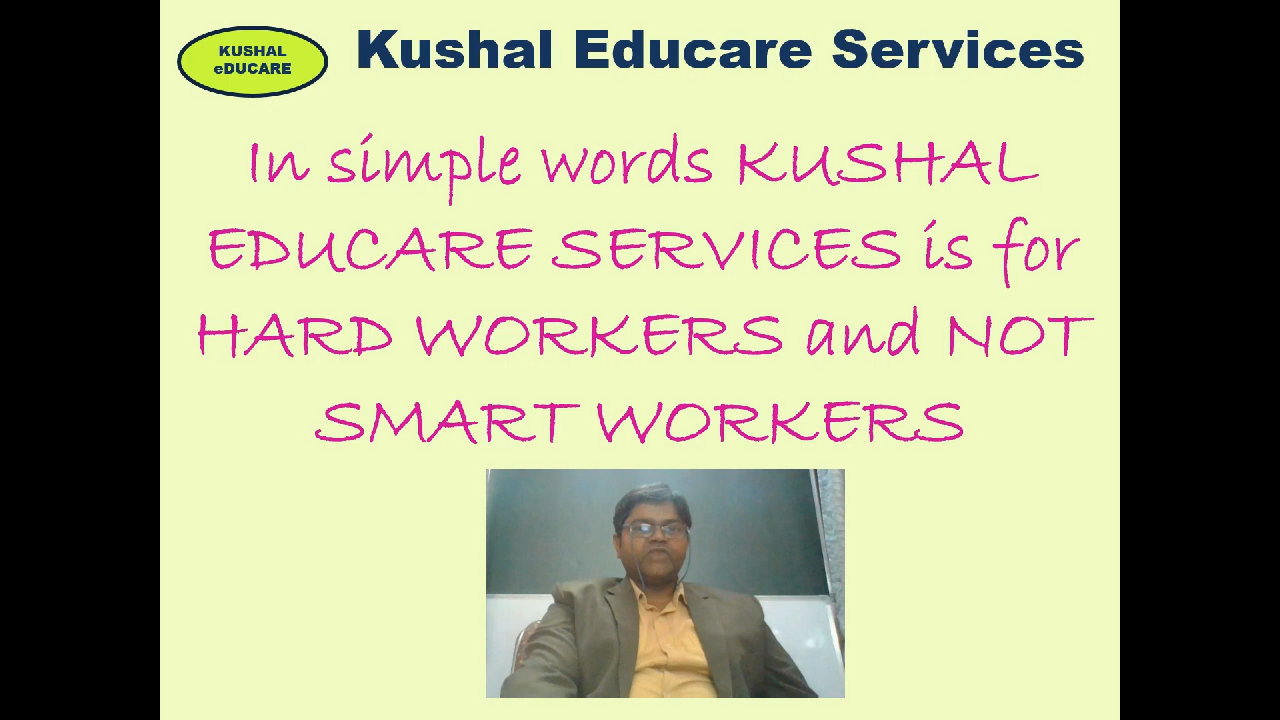 KUSHAL
eDUCARE
Kushal Educare Services
In simple words KUSHAL
EDUCARE SERVICES is for
HARD WORKERS and NOT
SMART WORKERS